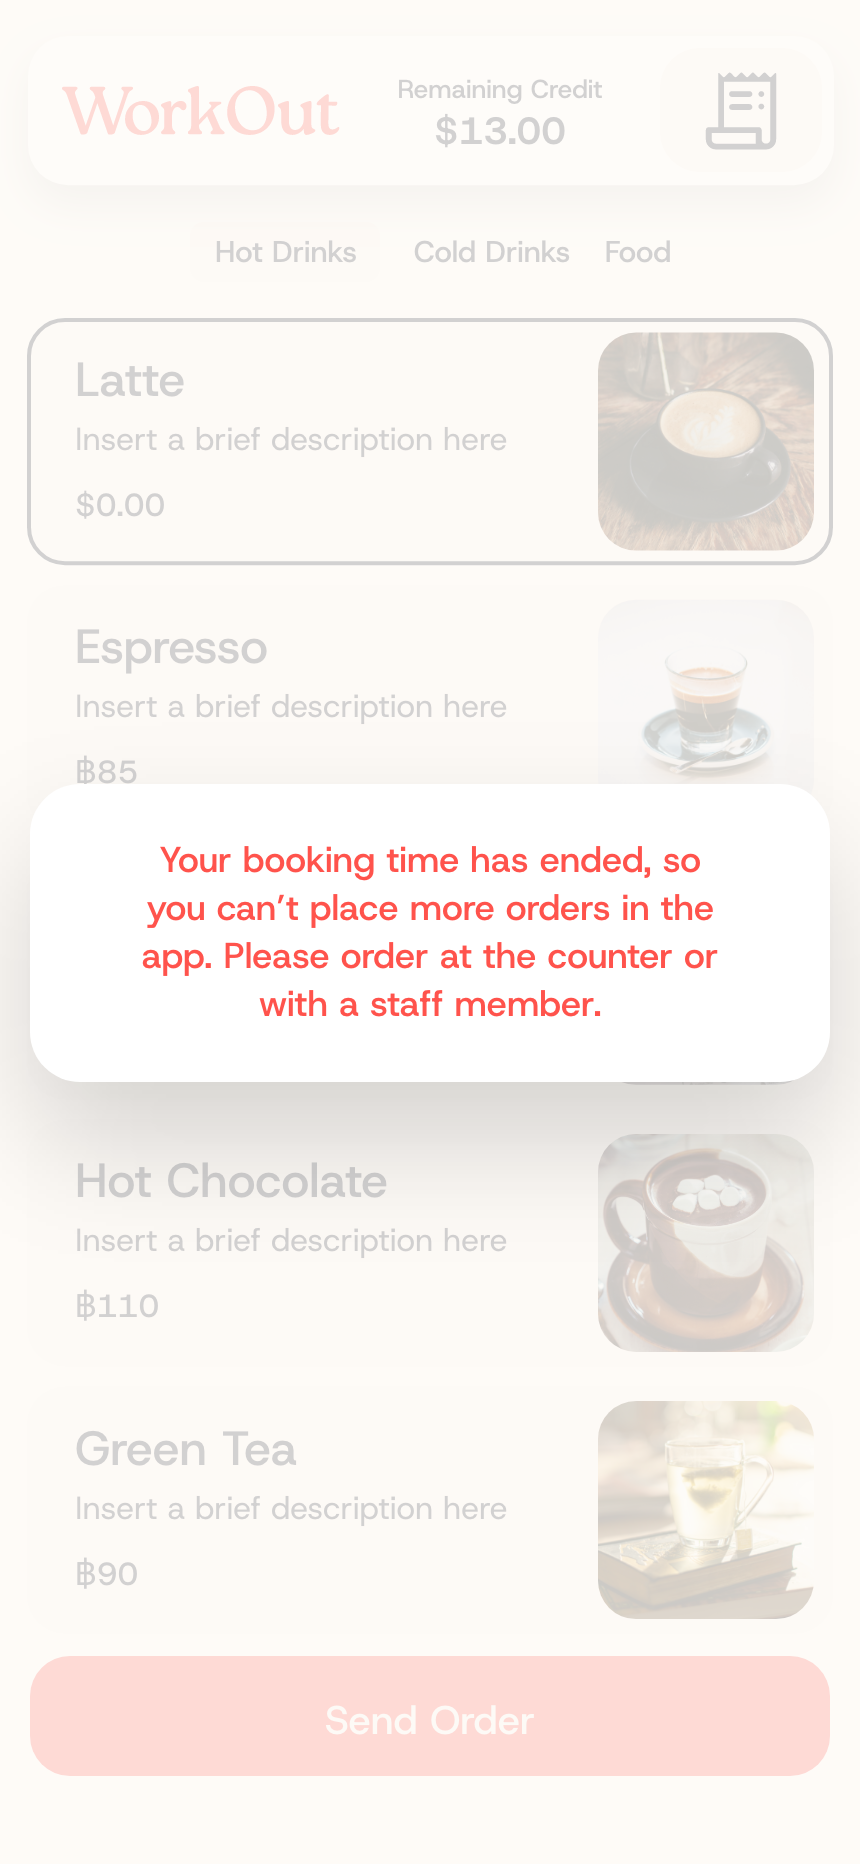 WorkOut
Remaining Credit
$13.00
Hot Drinks
Cold Drinks
Food
Latte
Insert a brief description here
$0.00
Espresso
Insert a brief description here
฿85
Your booking time has ended, so
you can’t place more orders in the
app. Please order at the counter or
with a staff member.
Hot Chocolate
Insert a brief description here
฿110
Green Tea
Insert a brief description here
฿90
Send Order